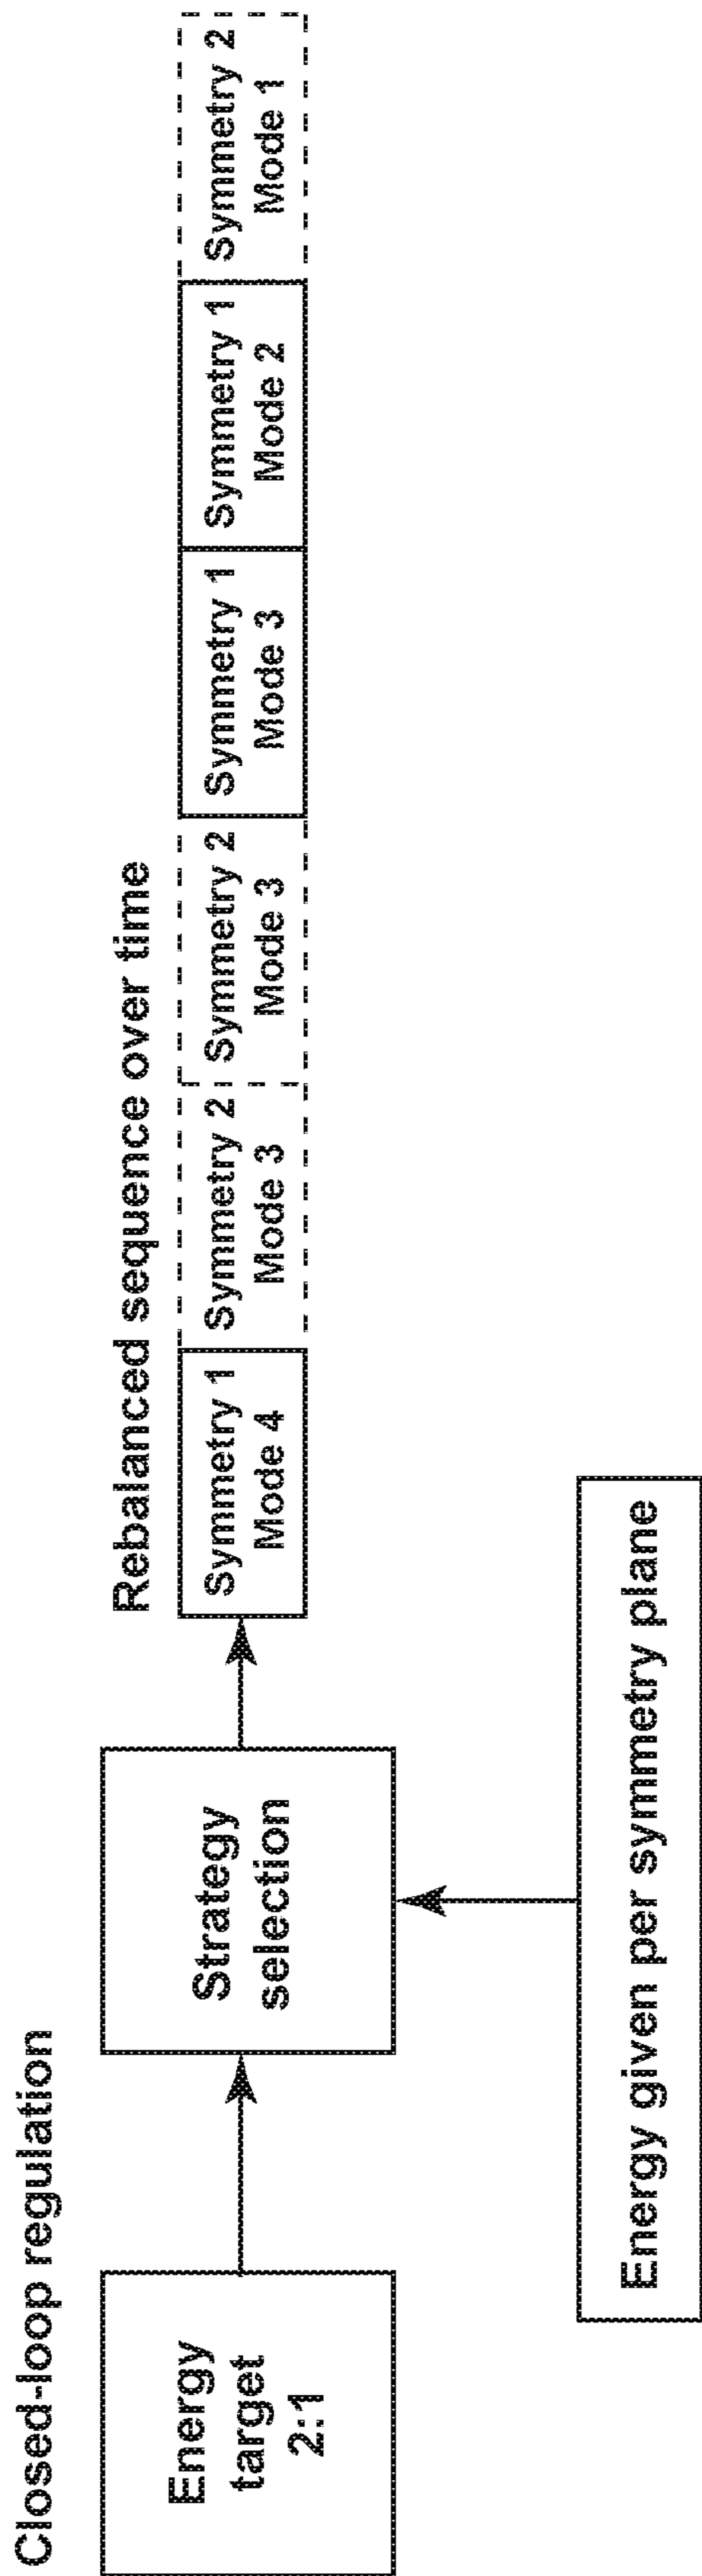 Closed-loop regulation
Energy
target
2:1
Strategy
selection
Energy given per symmetry plane
Rebalanced sequence over time
Symmetry 1
Mode 4
Symmetry 2
Mode 3
Symmetry 2
Mode 3
Symmetry 1
Mode 3
Symmetry 1
Mode 2
Symmetry 2
Mode 1